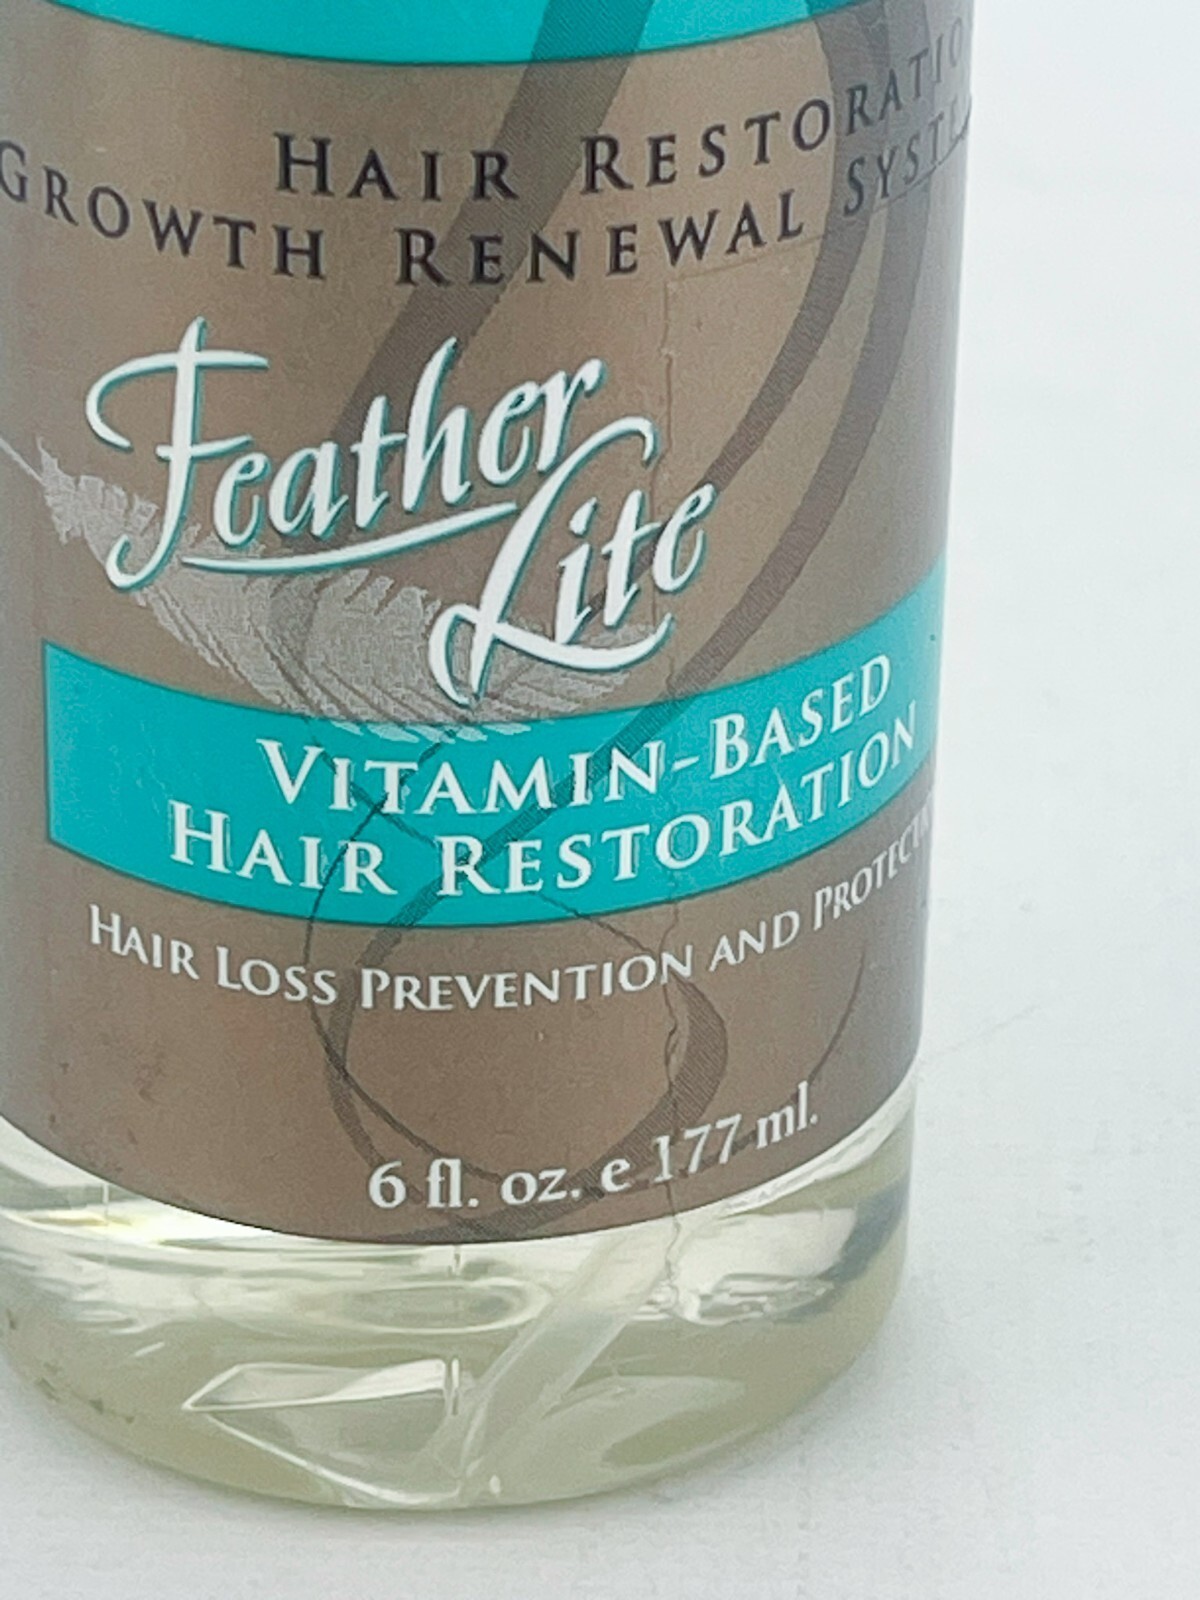 HAIR RESTORATIO
GROWTH RENEWAL SYSTE
Feather
Lite
VITAMIN-BASED
HAIR RESTORATION
HAIR LOSS PREVENTION AND PROTECT
6 fl. oz. e 177 ml.